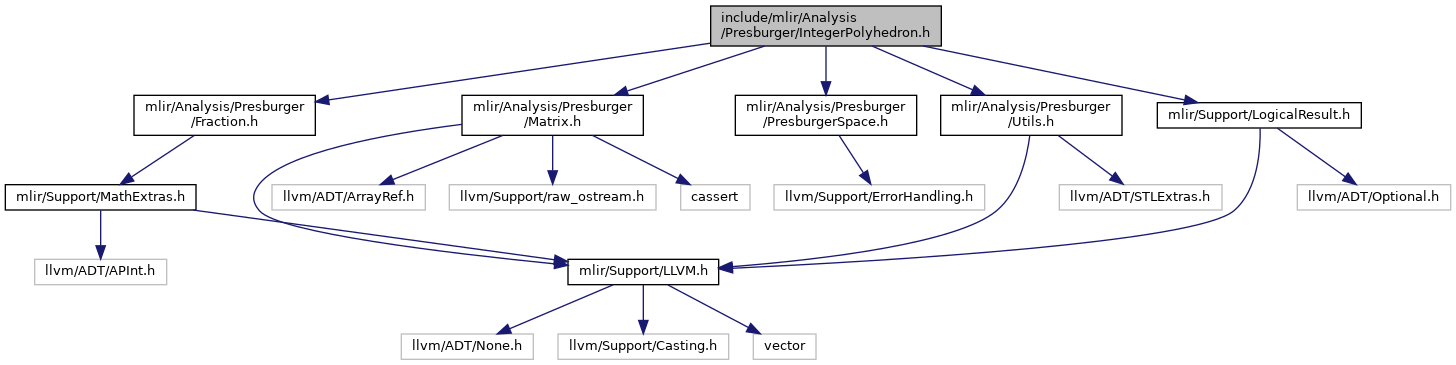 include/mlir/Analysis
/Presburger/IntegerPolyhedron.h
mlir/Analysis/Presburger
/Fraction.h
mlir/Analysis/Presburger
/Matrix.h
mlir/Analysis/Presburger
/PresburgerSpace.h
mlir/Analysis/Presburger
/Utils.h
mlir/Support/LogicalResult.h
mlir/Support/MathExtras.h
llvm/ADT/ArrayRef.h
llvm/Support/raw_ostream.h
cassert
llvm/Support/ErrorHandling.h
llvm/ADT/STLExtras.h
llvm/ADT/Optional.h
llvm/ADT/APInt.h
mlir/Support/LLVM.h
llvm/ADT/None.h
llvm/Support/Casting.h
vector